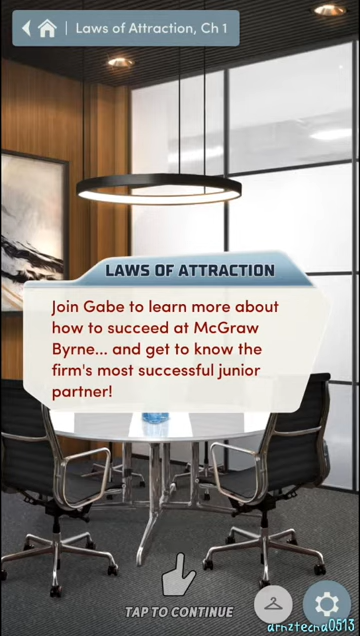 Laws of Attraction, Ch 1
LAWS OF ATTRACTION
Join Gabe to learn more about
how to succeed at McGraw
Byrne... and get to know the
firm's most successful junior
partner!
TAP TO CONTINUE
arhztecha0513